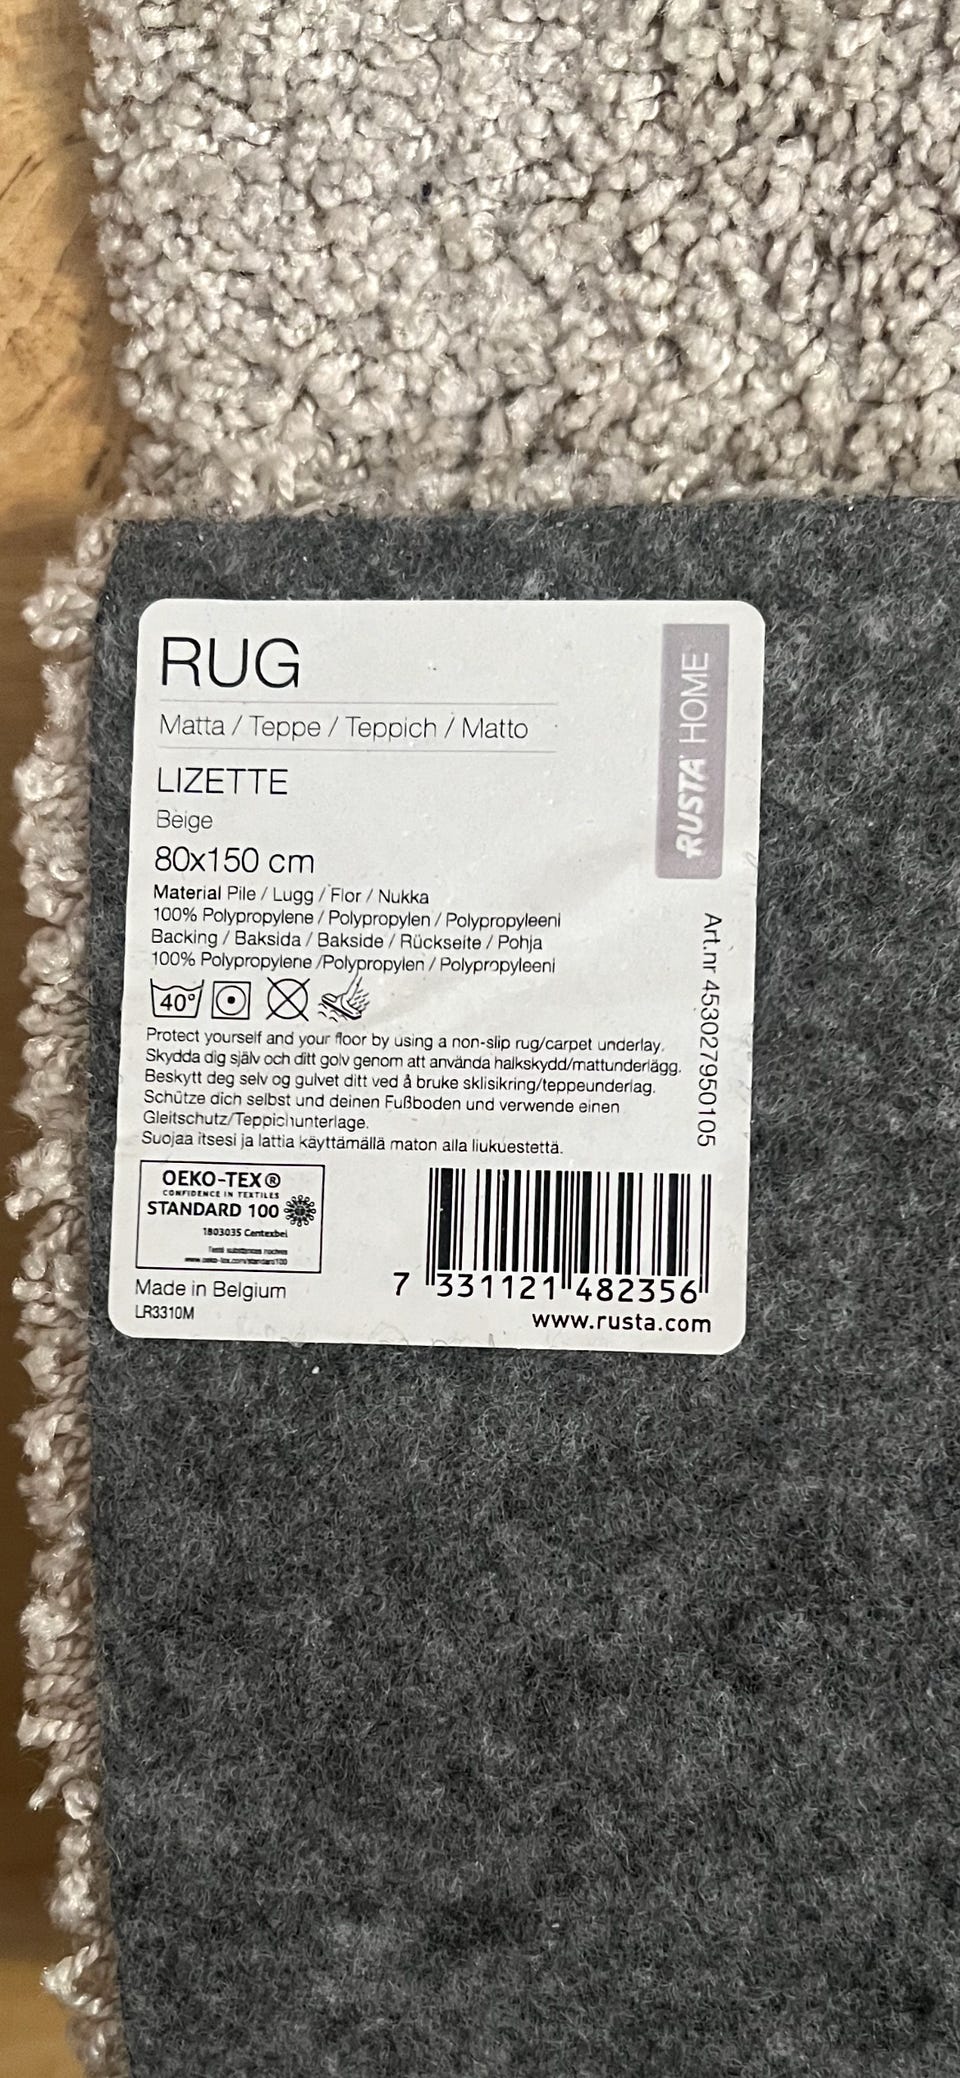 RUG
Matta / Teppe / Teppich / Matto
LIZETTE
Beige
80x150 cm
Material Pile / Lugg / Flor / Nukka
100% Polypropylene / Polypropylen / Polypropyleeni
Backing / Baksida / Bakside / Rückseite / Pohja
100% Polypropylene /Polypropylen / Polypropyleeni
40°
Protect yourself and your floor by using a non-slip rug/carpet underlay.
Skydda dig själv och ditt golv genom att använda halkskydd/mattunderlägg.
Beskytt deg selv og gulvet ditt ved å bruke sklisikring/teppeunderlag.
Schütze dich selbst und deinen Fußboden und verwende einen
Gleitschutz/Teppichunterlage.
Suojaa itsesi ja lattia käyttämällä maton alla liukuestettä.
OEKO-TEX®
CONFIDENCE IN TEXTILES
STANDARD 100
1803035 Centexbel
www.oeko-tex.com/standard100
Made in Belgium
LR3310M
7 331121 482356
www.rusta.com
RUSTA HOME
Art.nr 453027950105